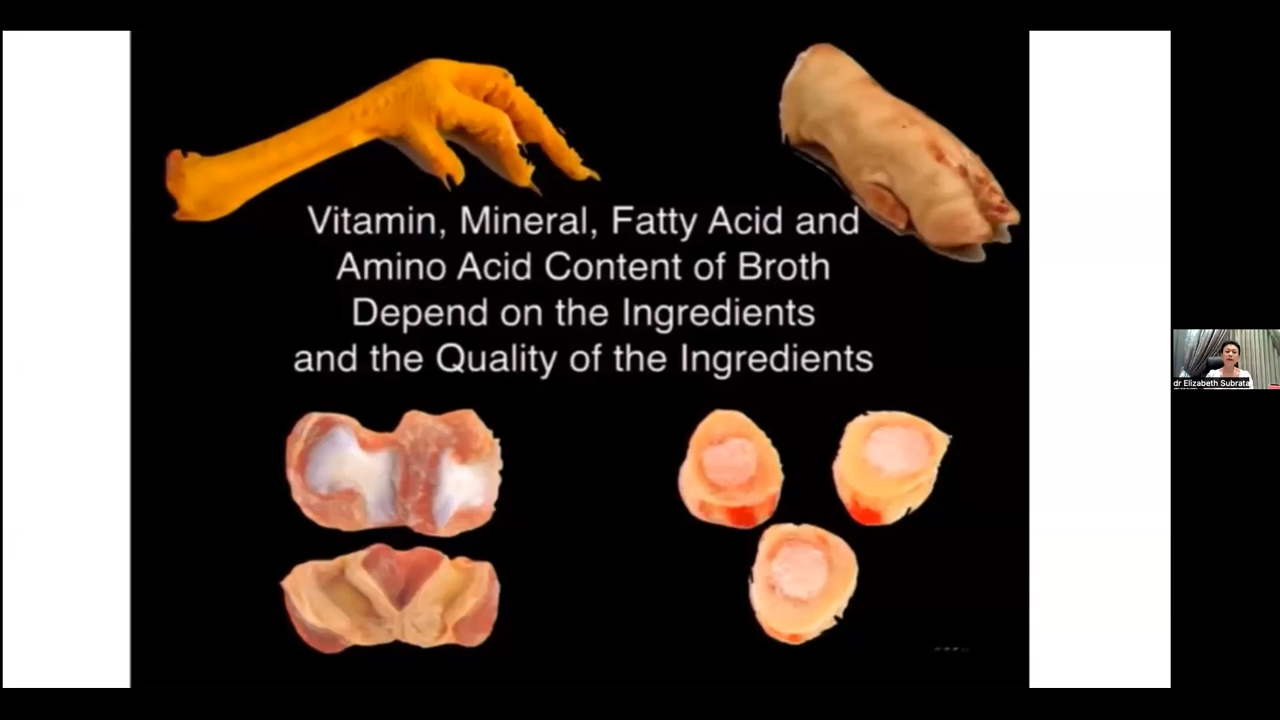 Vitamin, Mineral, Fatty Acid and
Amino Acid Content of Broth
Depend on the Ingredients
and the Quality of the Ingredients
dr Elizabeth Subrata